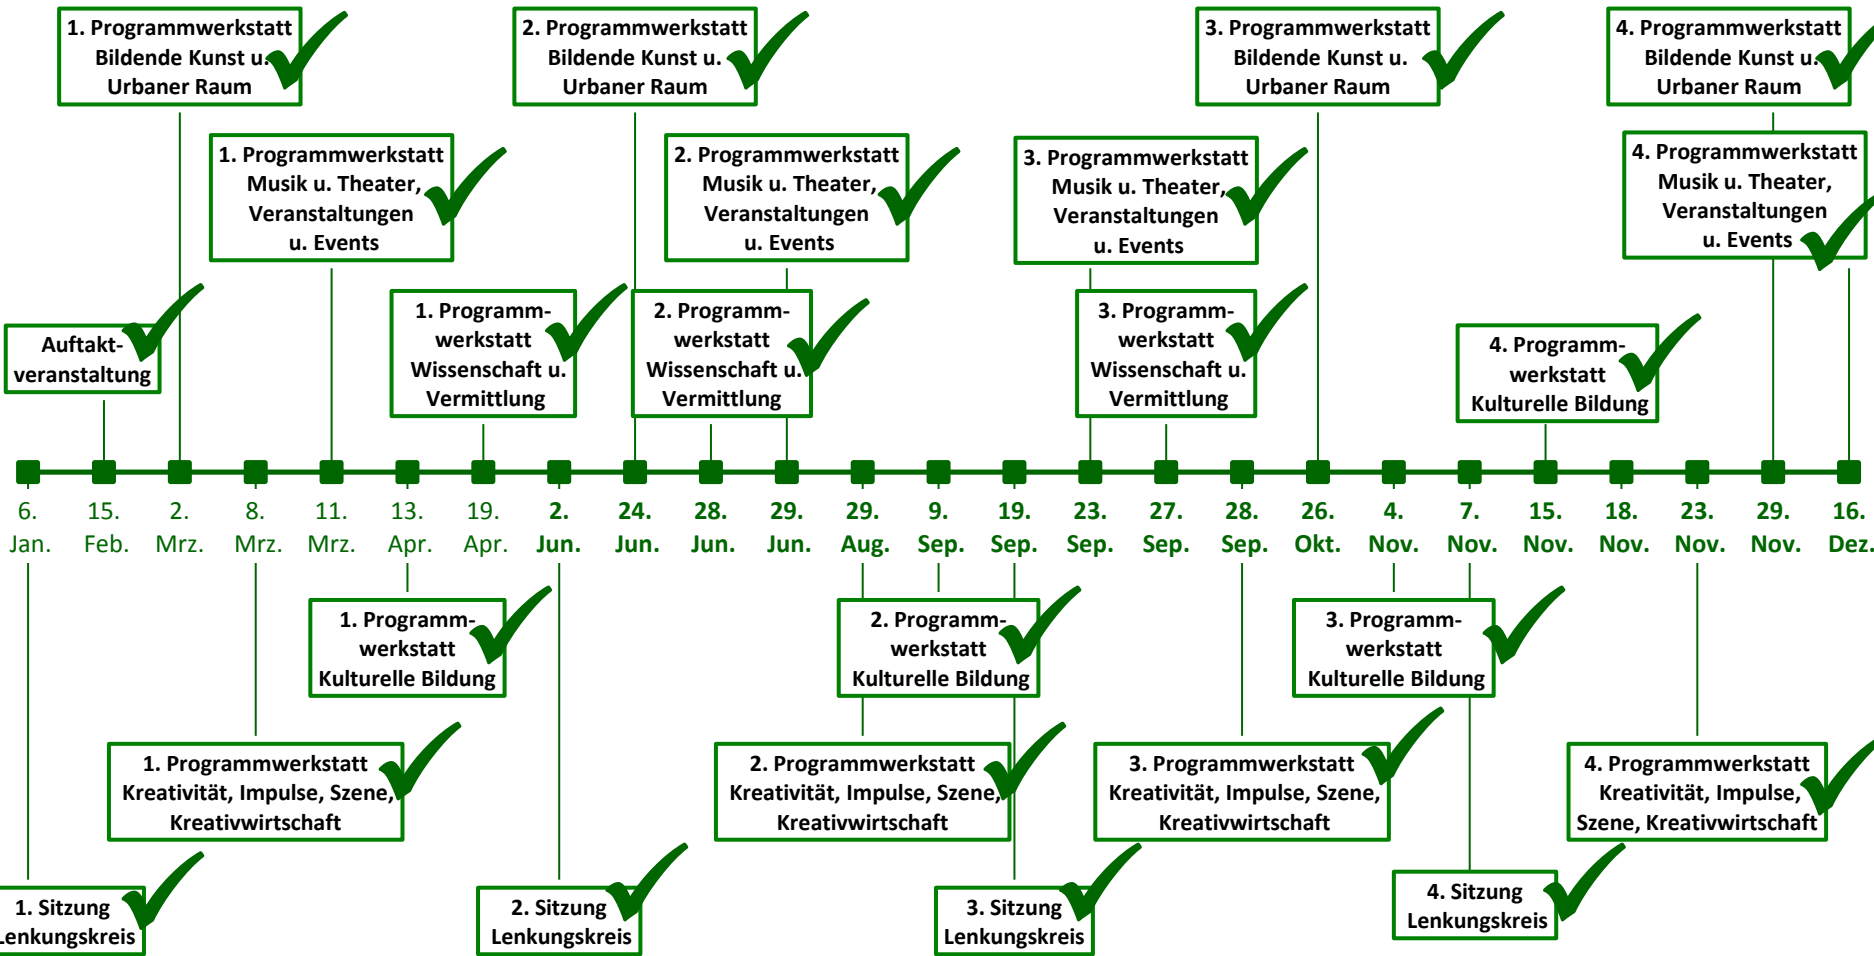 1. Programmwerkstatt
Bildende Kunst u.
Urbaner Raum
2. Programmwerkstatt
Bildende Kunst u.
Urbaner Raum
3. Programmwerkstatt
Bildende Kunst u.
Urbaner Raum
4. Programmwerkstatt
Bildende Kunst u.
Urbaner Raum
1. Programmwerkstatt
Musik u. Theater,
Veranstaltungen
u. Events
2. Programmwerkstatt
Musik u. Theater,
Veranstaltungen
u. Events
3. Programmwerkstatt
Musik u. Theater,
Veranstaltungen
u. Events
4. Programmwerkstatt
Musik u. Theater,
Veranstaltungen
u. Events
Auftakt-
veranstaltung
1. Programm-
werkstatt
Wissenschaft u.
Vermittlung
2. Programm-
werkstatt
Wissenschaft u.
Vermittlung
3. Programm-
werkstatt
Wissenschaft u.
Vermittlung
4. Programm-
werkstatt
Kulturelle Bildung
6. 15. 2. 8. 11. 13. 19. 2. 24. 28. 29. 29. 9. 19. 23. 27. 28. 26. 4. 7. 15. 18. 23. 29. 16.
Jan. Feb. Mrz. Mrz. Mrz. Apr. Apr. Jun. Jun. Jun. Jun. Aug. Sep. Sep. Sep. Sep. Sep. Okt. Nov. Nov. Nov. Nov. Nov. Nov. Dez.
1. Programm-
werkstatt
Kulturelle Bildung
2. Programm-
werkstatt
Kulturelle Bildung
3. Programm-
werkstatt
Kulturelle Bildung
1. Programmwerkstatt
Kreativität, Impulse, Szene,
Kreativwirtschaft
2. Programmwerkstatt
Kreativität, Impulse, Szene,
Kreativwirtschaft
3. Programmwerkstatt
Kreativität, Impulse, Szene,
Kreativwirtschaft
4. Programmwerkstatt
Kreativität, Impulse,
Szene, Kreativwirtschaft
1. Sitzung
Lenkungskreis
2. Sitzung
Lenkungskreis
3. Sitzung
Lenkungskreis
4. Sitzung
Lenkungskreis